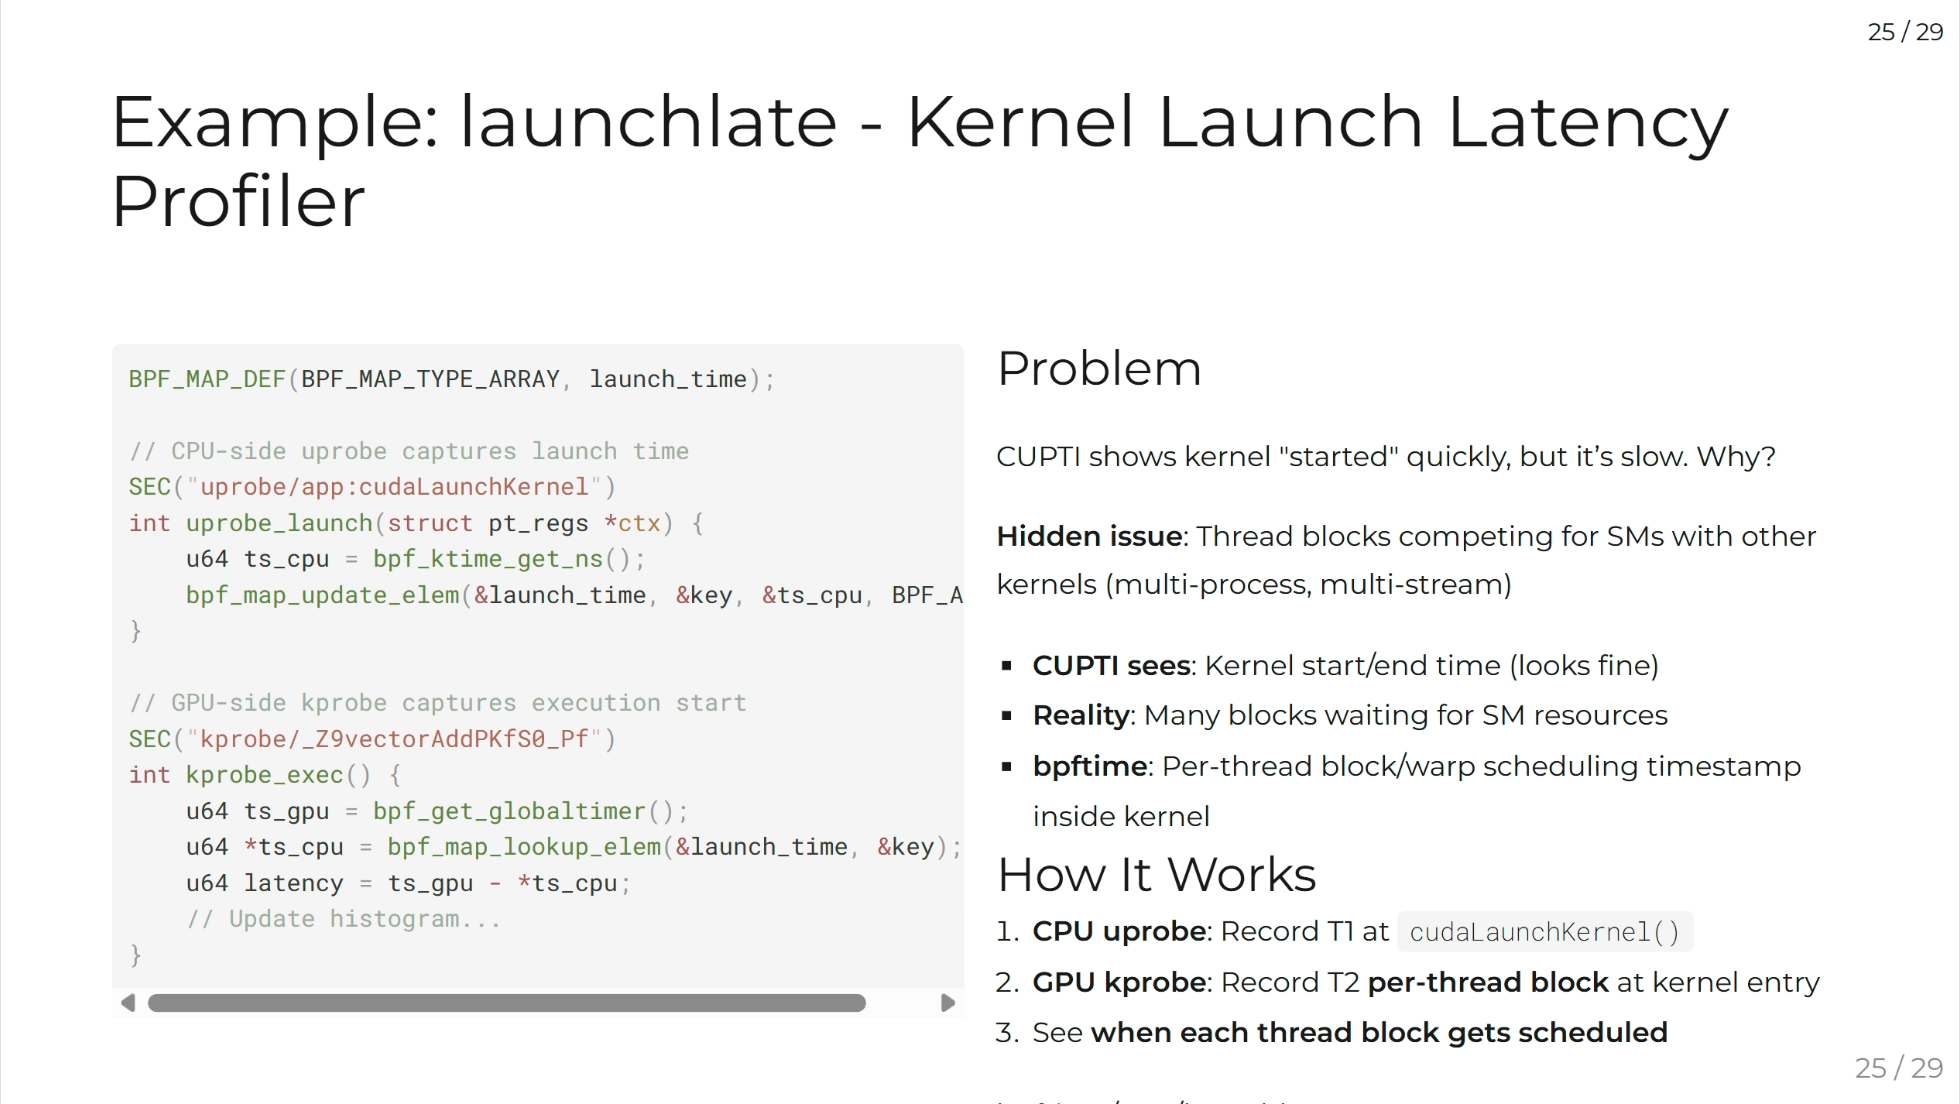 25 / 29
Example: launchlate - Kernel Launch Latency
Profiler
BPF_MAP_DEF(BPF_MAP_TYPE_ARRAY, launch_time);
// CPU-side uprobe captures launch time
SEC("uprobe/app:cudaLaunchKernel")
int uprobe_launch(struct pt_regs *ctx) {
    u64 ts_cpu = bpf_ktime_get_ns();
    bpf_map_update_elem(&launch_time, &key, &ts_cpu, BPF_A
}
// GPU-side kprobe captures execution start
SEC("kprobe/_Z9vectorAddPKfS0_Pf")
int kprobe_exec() {
    u64 ts_gpu = bpf_get_globaltimer();
    u64 *ts_cpu = bpf_map_lookup_elem(&launch_time, &key);
    u64 latency = ts_gpu - *ts_cpu;
    // Update histogram...
}
Problem
CUPTI shows kernel "started" quickly, but it’s slow. Why?
Hidden issue: Thread blocks competing for SMs with other
kernels (multi-process, multi-stream)
▪ CUPTI sees: Kernel start/end time (looks fine)
▪ Reality: Many blocks waiting for SM resources
▪ bpftime: Per-thread block/warp scheduling timestamp
inside kernel
How It Works
1. CPU uprobe: Record T1 at cudaLaunchKernel()
2. GPU kprobe: Record T2 per-thread block at kernel entry
3. See when each thread block gets scheduled
25 / 29